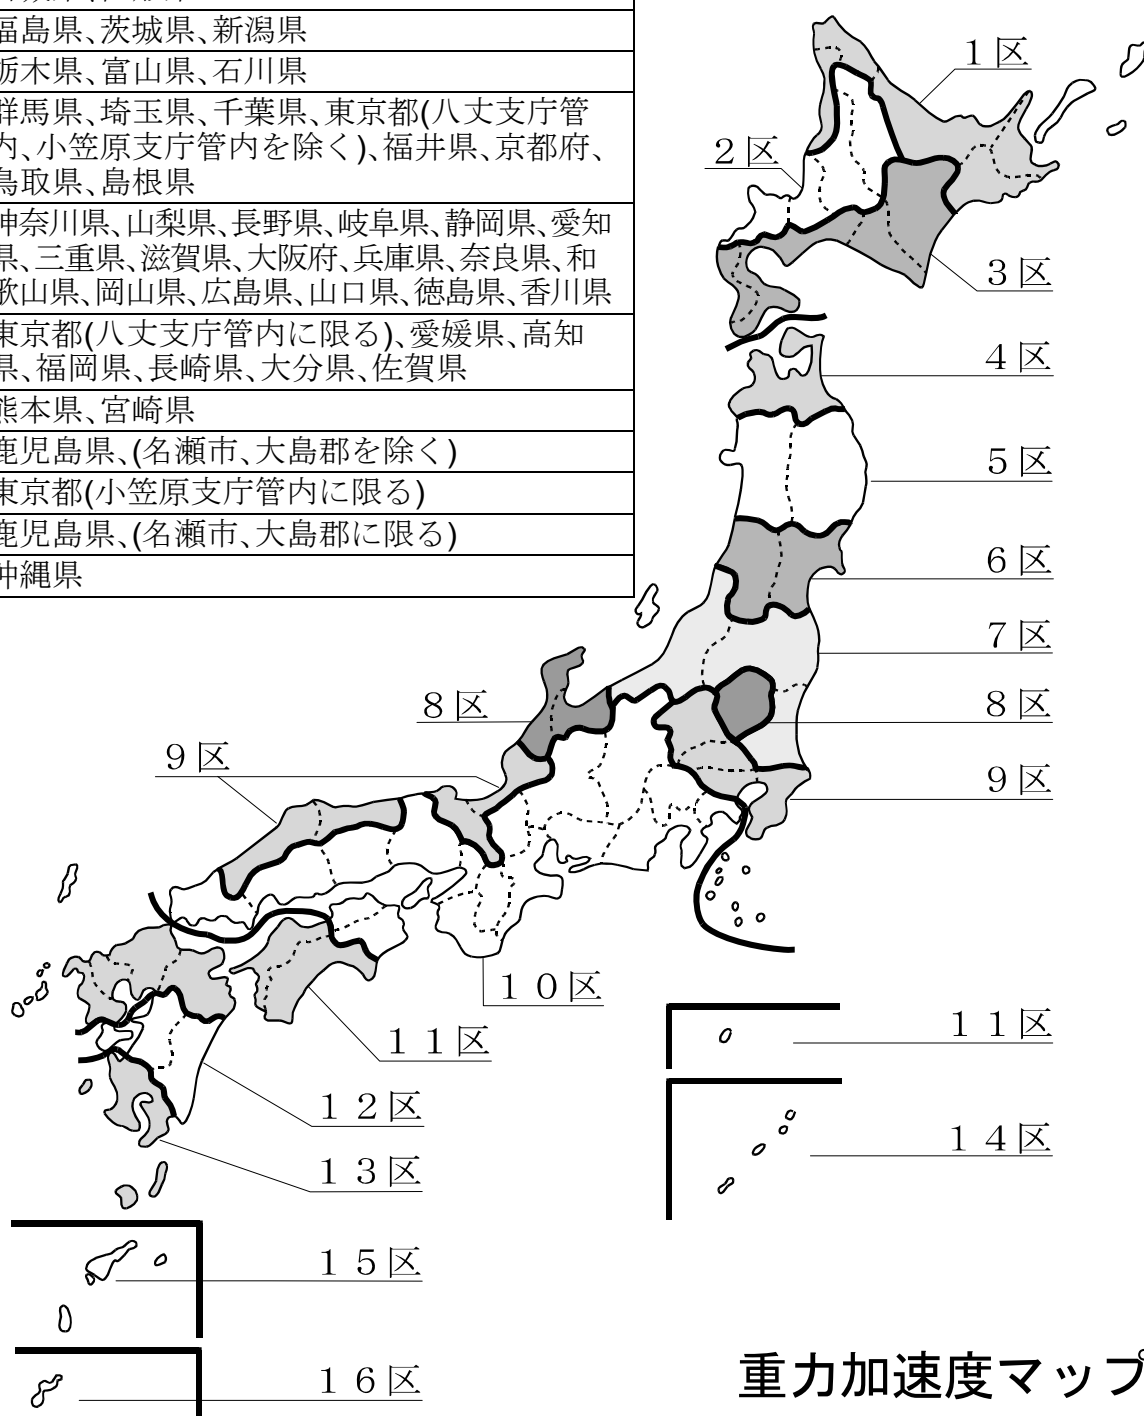 福島県、茨城県、新潟県
栃木県、富山県、石川県
群馬県、埼玉県、千葉県、東京都(八丈支庁管
内、小笠原支庁管内を除く)、福井県、京都府、
鳥取県、島根県
神奈川県、山梨県、長野県、岐阜県、静岡県、愛知
県、三重県、滋賀県、大阪府、兵庫県、奈良県、和
歌山県、岡山県、広島県、山口県、徳島県、香川県
東京都(八丈支庁管内に限る)、愛媛県、高知
県、福岡県、長崎県、大分県、佐賀県
熊本県、宮崎県
鹿児島県、(名瀬市、大島郡を除く)
東京都(小笠原支庁管内に限る)
鹿児島県、(名瀬市、大島郡に限る)
沖縄県
1区
2区
3区
4区
5区
6区
7区
8区
8区
9区
9区
10区
11区
11区
12区
13区
14区
15区
16区
重力加速度マップ